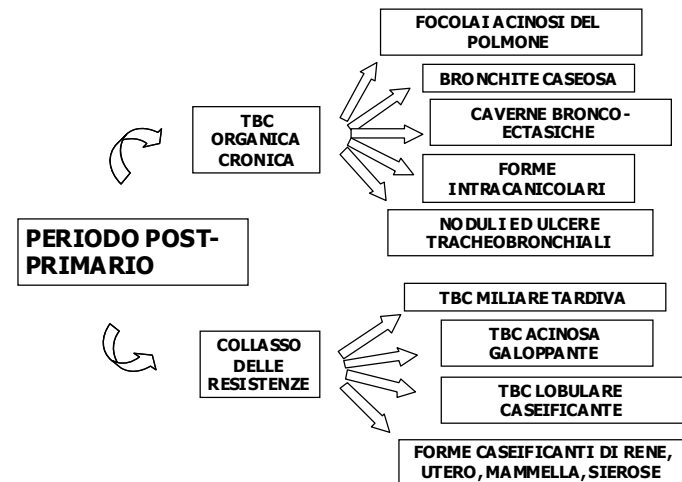 FOCOLAI ACINOSI DEL
POLMONE
BRONCHITE CASEOSA
TBC
ORGANICA
CRONICA
CAVERNE BRONCO-
ECTASICHE
FORME
INTRACANICOLARI
NODULI ED ULCERE
TRACHEOBRONCHIALI
PERIODO POST-
PRIMARIO
TBC MILIARE TARDIVA
COLLASSO
DELLE
RESISTENZE
TBC ACINOSA
GALOPPANTE
TBC LOBULARE
CASEIFICANTE
FORME CASEIFICANTI DI RENE,
UTERO, MAMMELLA, SIEROSE